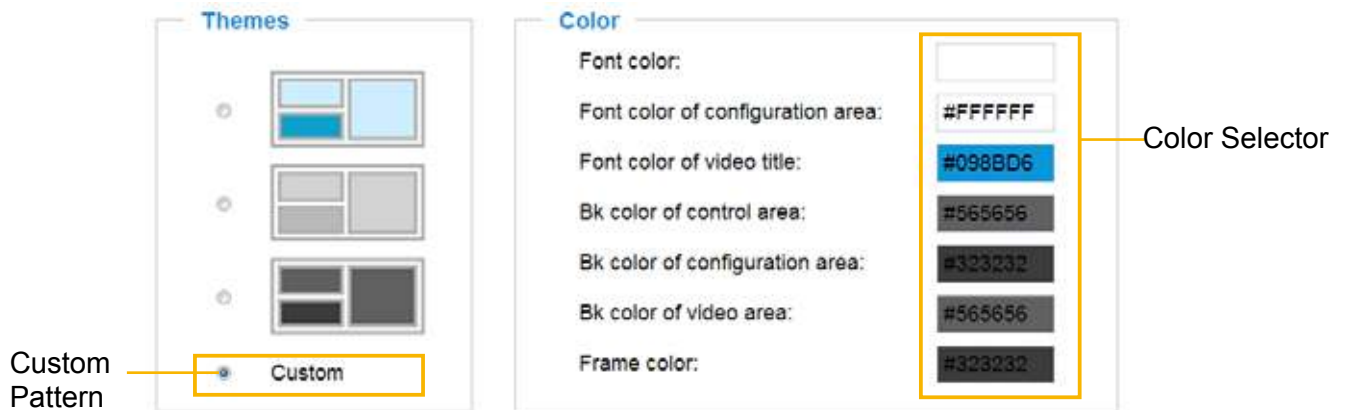 Themes
Custom
Custom
Pattern
Color
Font color:
Font color of configuration area: #FFFFFF
Font color of video title: #098BD6
Bk color of control area: #565656
Bk color of configuration area: #323232
Bk color of video area: #565656
Frame color: #323232
Color Selector